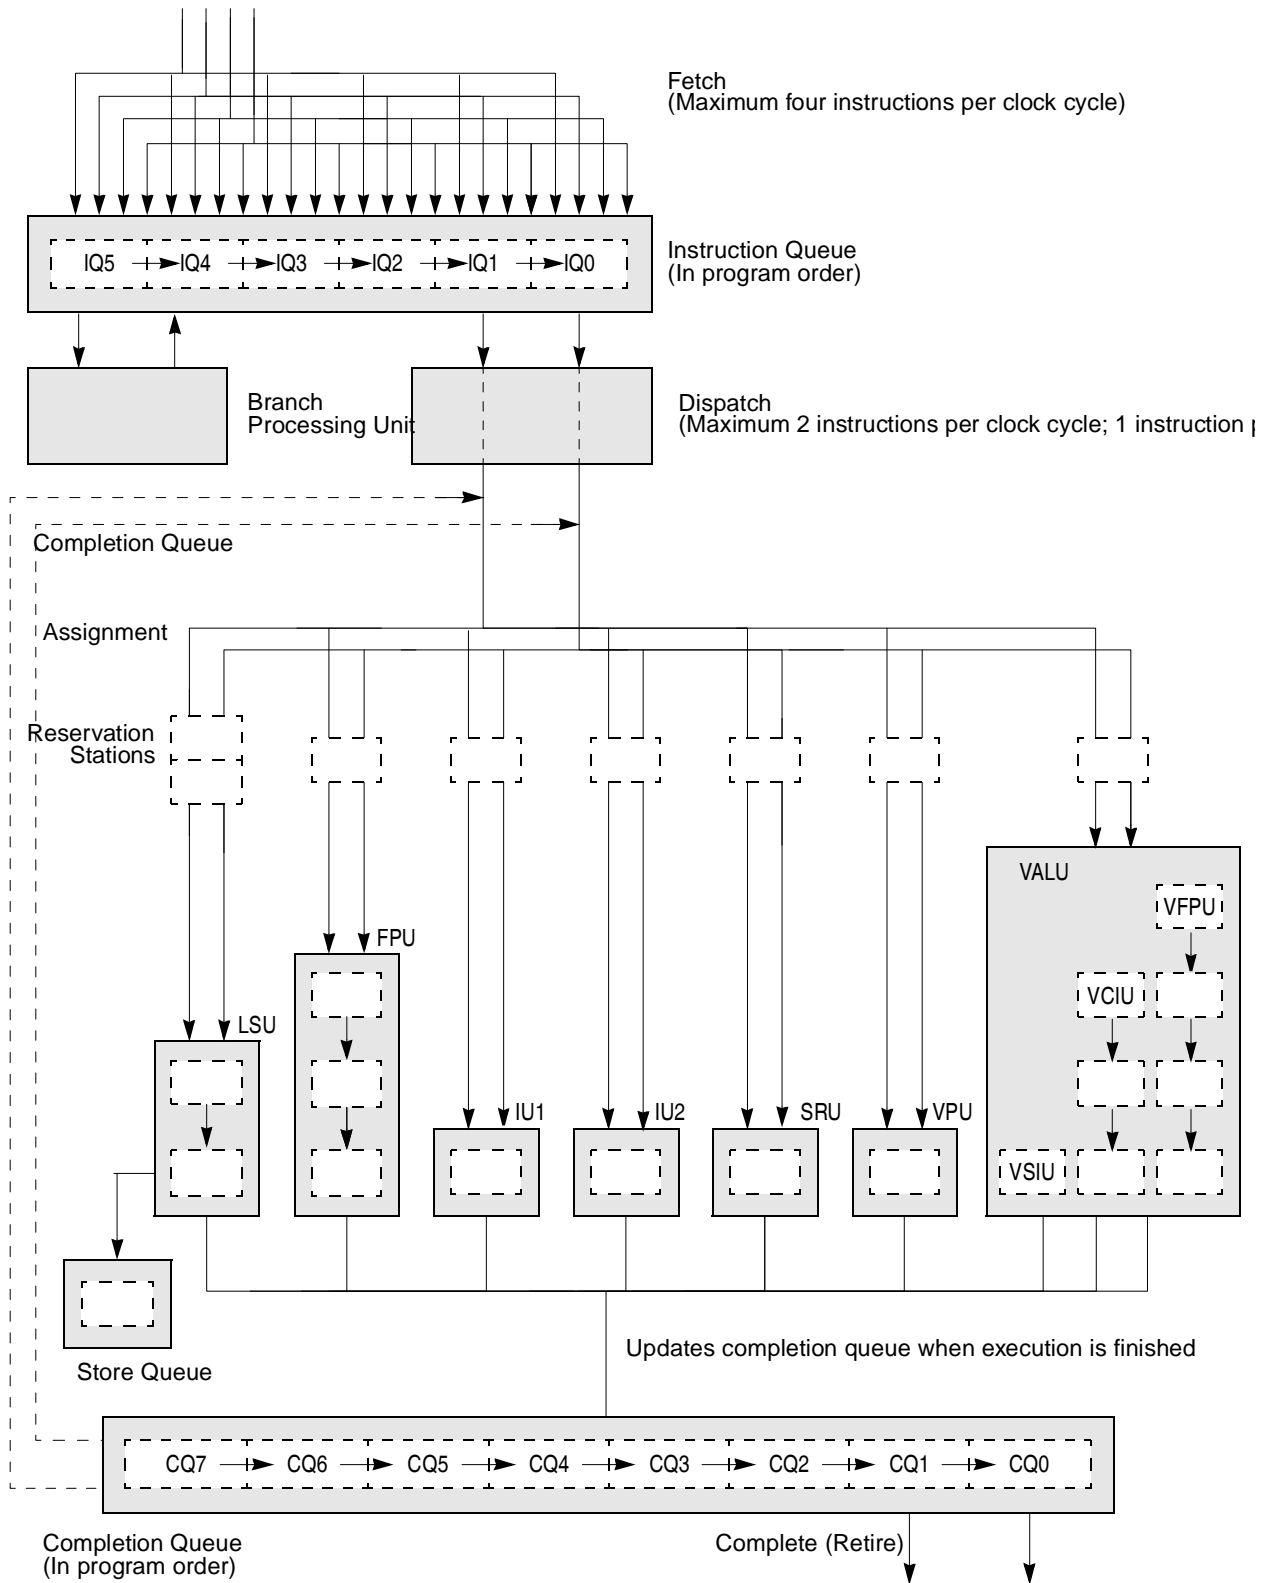 Fetch
(Maximum four instructions per clock cycle)
IQ5 IQ4 IQ3 IQ2 IQ1 IQ0
Instruction Queue
(In program order)
Branch
Processing Unit
Dispatch
(Maximum 2 instructions per clock cycle; 1 instruction
Completion Queue
Assignment
Reservation
Stations
VALU
VFPU
FPU
VCIU
LSU
IU1
IU2
SRU
VPU
VSIU
Store Queue
Updates completion queue when execution is finished
CQ7 CQ6 CQ5 CQ4 CQ3 CQ2 CQ1 CQ0
Completion Queue
(In program order)
Complete (Retire)